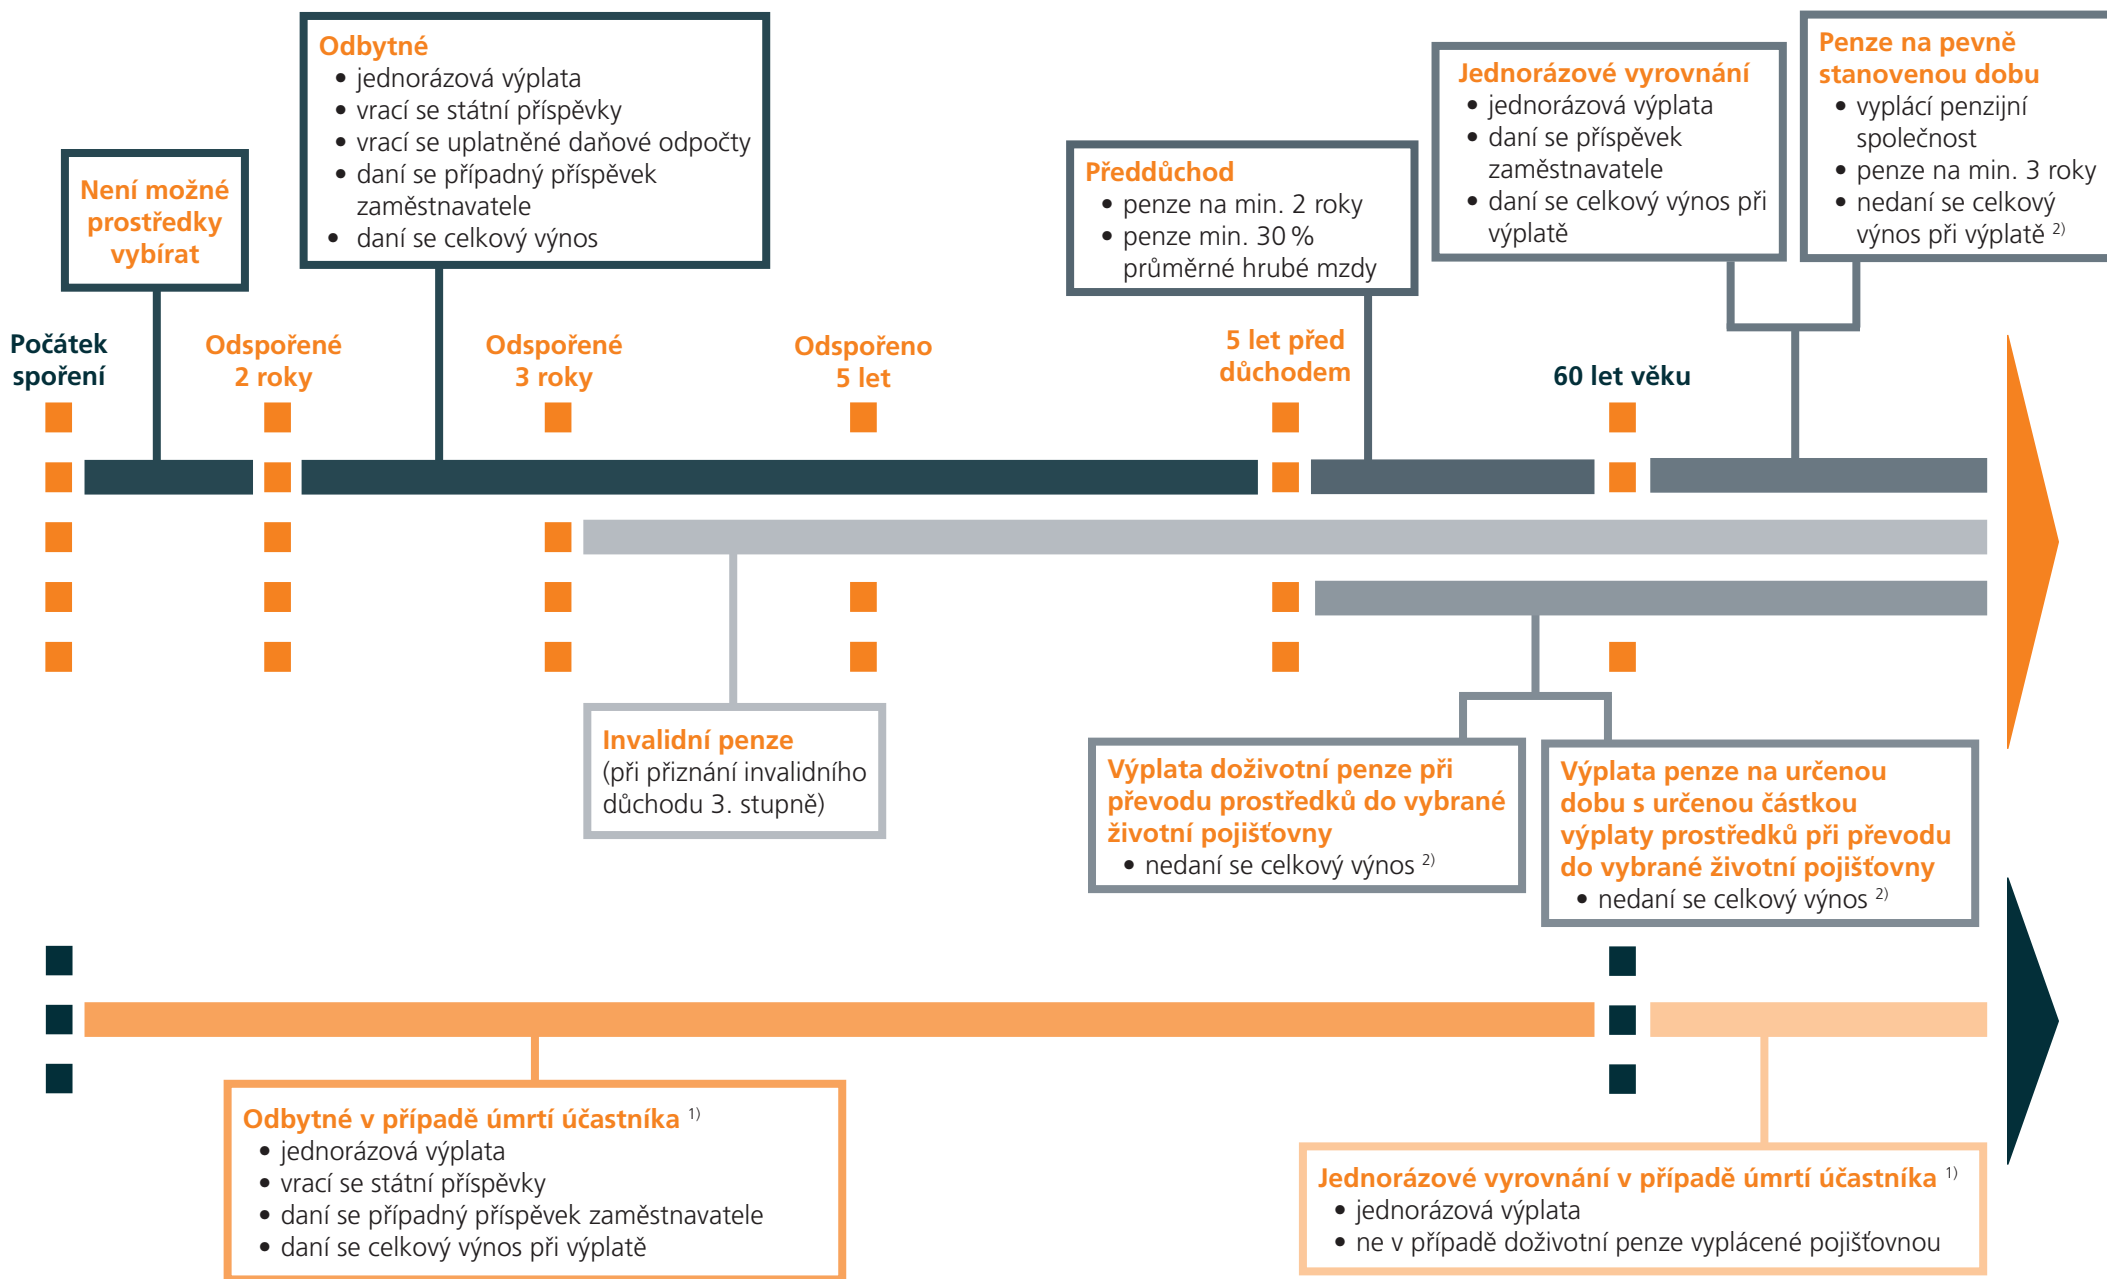 Odbytné
• jednorázová výplata
• vrací se státní příspěvky
• vrací se uplatněné daňové odpočty
• daní se případný příspěvek
zaměstnavatele
• daní se celkový výnos
Penze na pevně
stanovenou dobu
• vyplácí penzijní
společnost
• penze na min. 3 roky
• nedaní se celkový
výnos při výplatě 2)
Jednorázové vyrovnání
• jednorázová výplata
• daní se příspěvek
zaměstnavatele
• daní se celkový výnos při
výplatě
Není možné
prostředky
vybírat
Předdůchod
• penze na min. 2 roky
• penze min. 30 %
průměrné hrubé mzdy
Počátek
spoření
Odspořené
2 roky
Odspořené
3 roky
Odspořeno
5 let
5 let před
důchodem
60 let věku
Invalidní penze
(při přiznání invalidního
důchodu 3. stupně)
Výplata doživotní penze při
převodu prostředků do vybrané
životní pojišťovny
• nedaní se celkový výnos 2)
Výplata penze na určenou
dobu s určenou částkou
výplaty prostředků při převodu
do vybrané životní pojišťovny
• nedaní se celkový výnos 2)
Odbytné v případě úmrtí účastníka 1)
• jednorázová výplata
• vrací se státní příspěvky
• daní se případný příspěvek zaměstnavatele
• daní se celkový výnos při výplatě
Jednorázové vyrovnání v případě úmrtí účastníka 1)
• jednorázová výplata
• ne v případě doživotní penze vyplácené pojišťovnou